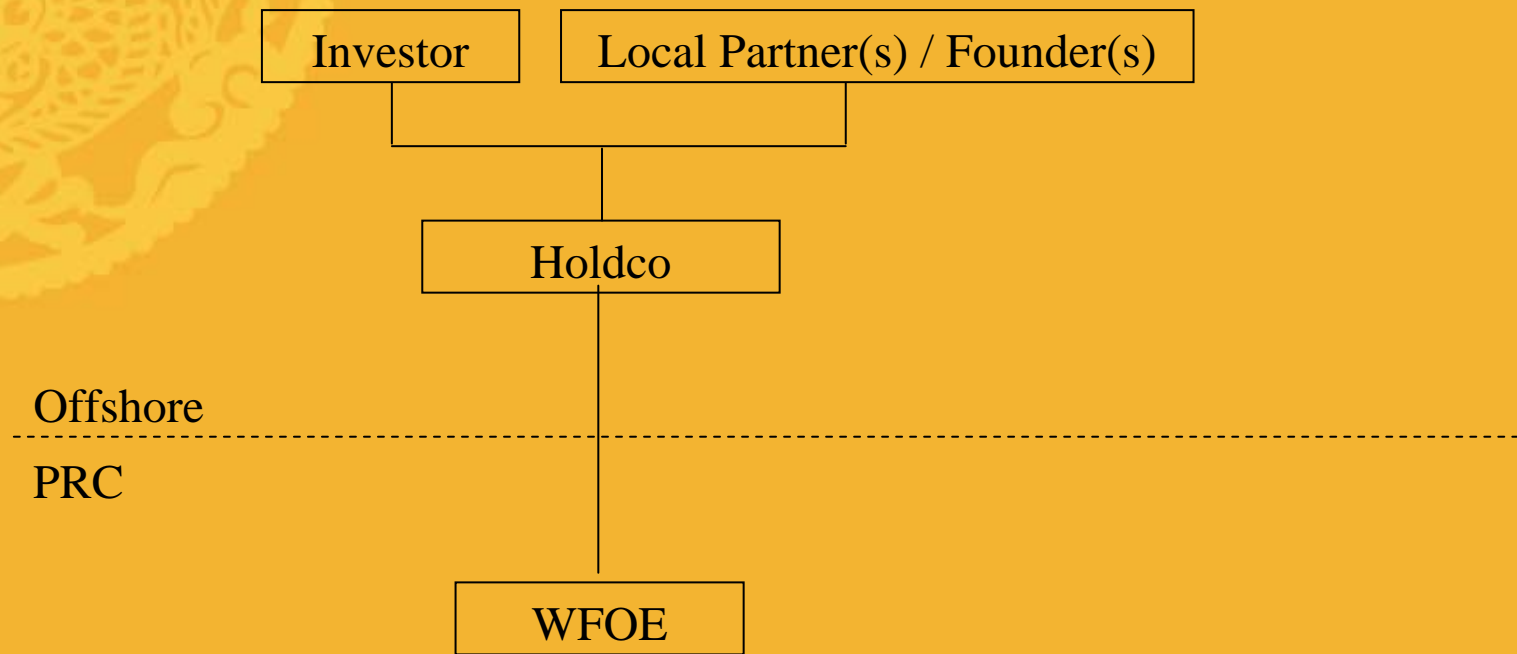 Investor
Local Partner(s) / Founder(s)
Holdco
Offshore
PRC
WFOE